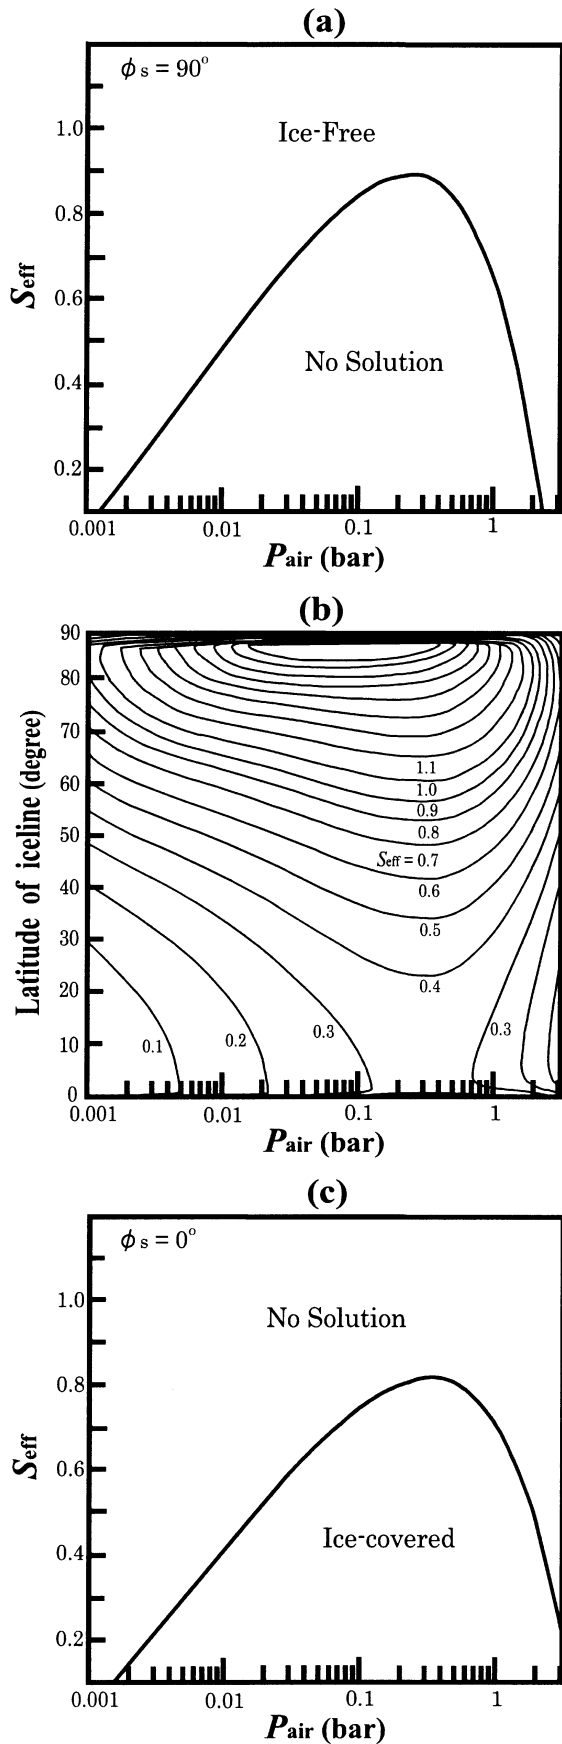 (a)
ϕs = 90°
Ice-Free
No Solution
Seff
1.0
0.8
0.6
0.4
0.2
0.001
0.01
0.1
1
Pair (bar)
(b)
Latitude of iceline (degree)
90
80
70
60
50
40
30
20
10
0
1.1
1.0
0.9
0.8
Seff = 0.7
0.6
0.5
0.4
0.3
0.3
0.2
0.1
0.001
0.01
0.1
1
Pair (bar)
(c)
ϕs = 0°
No Solution
Ice-covered
Seff
1.0
0.8
0.6
0.4
0.2
0.001
0.01
0.1
1
Pair (bar)